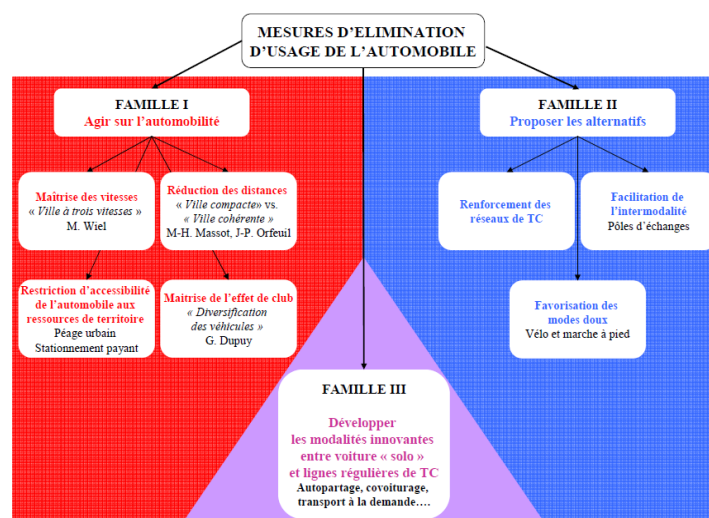 MESURES D'ELIMINATION
D'USAGE DE L'AUTOMOBILE
FAMILLE I
Agir sur l'automobilité
FAMILLE II
Proposer les alternatifs
Maîtrise des vitesses
« Ville à trois vitesses »
M. Wiel
Réduction des distances
« Ville compacte» vs.
« Ville cohérente »
M-H. Massot, J-P. Orfeuil
Renforcement des
réseaux de TC
Facilitation de
l'intermodalité
Pôles d'échanges
Restriction d'accessibilité
de l'automobile aux
ressources de territoire
Péage urbain
Stationnement payant
Maitrise de l'effet de club
« Diversification
des véhicules »
G. Dupuy
Favorisation des
modes doux
Vélo et marche à pied
FAMILLE III
Développer
les modalités innovantes
entre voiture « solo »
et lignes régulières de TC
Autopartage, covoiturage,
transport à la demande….